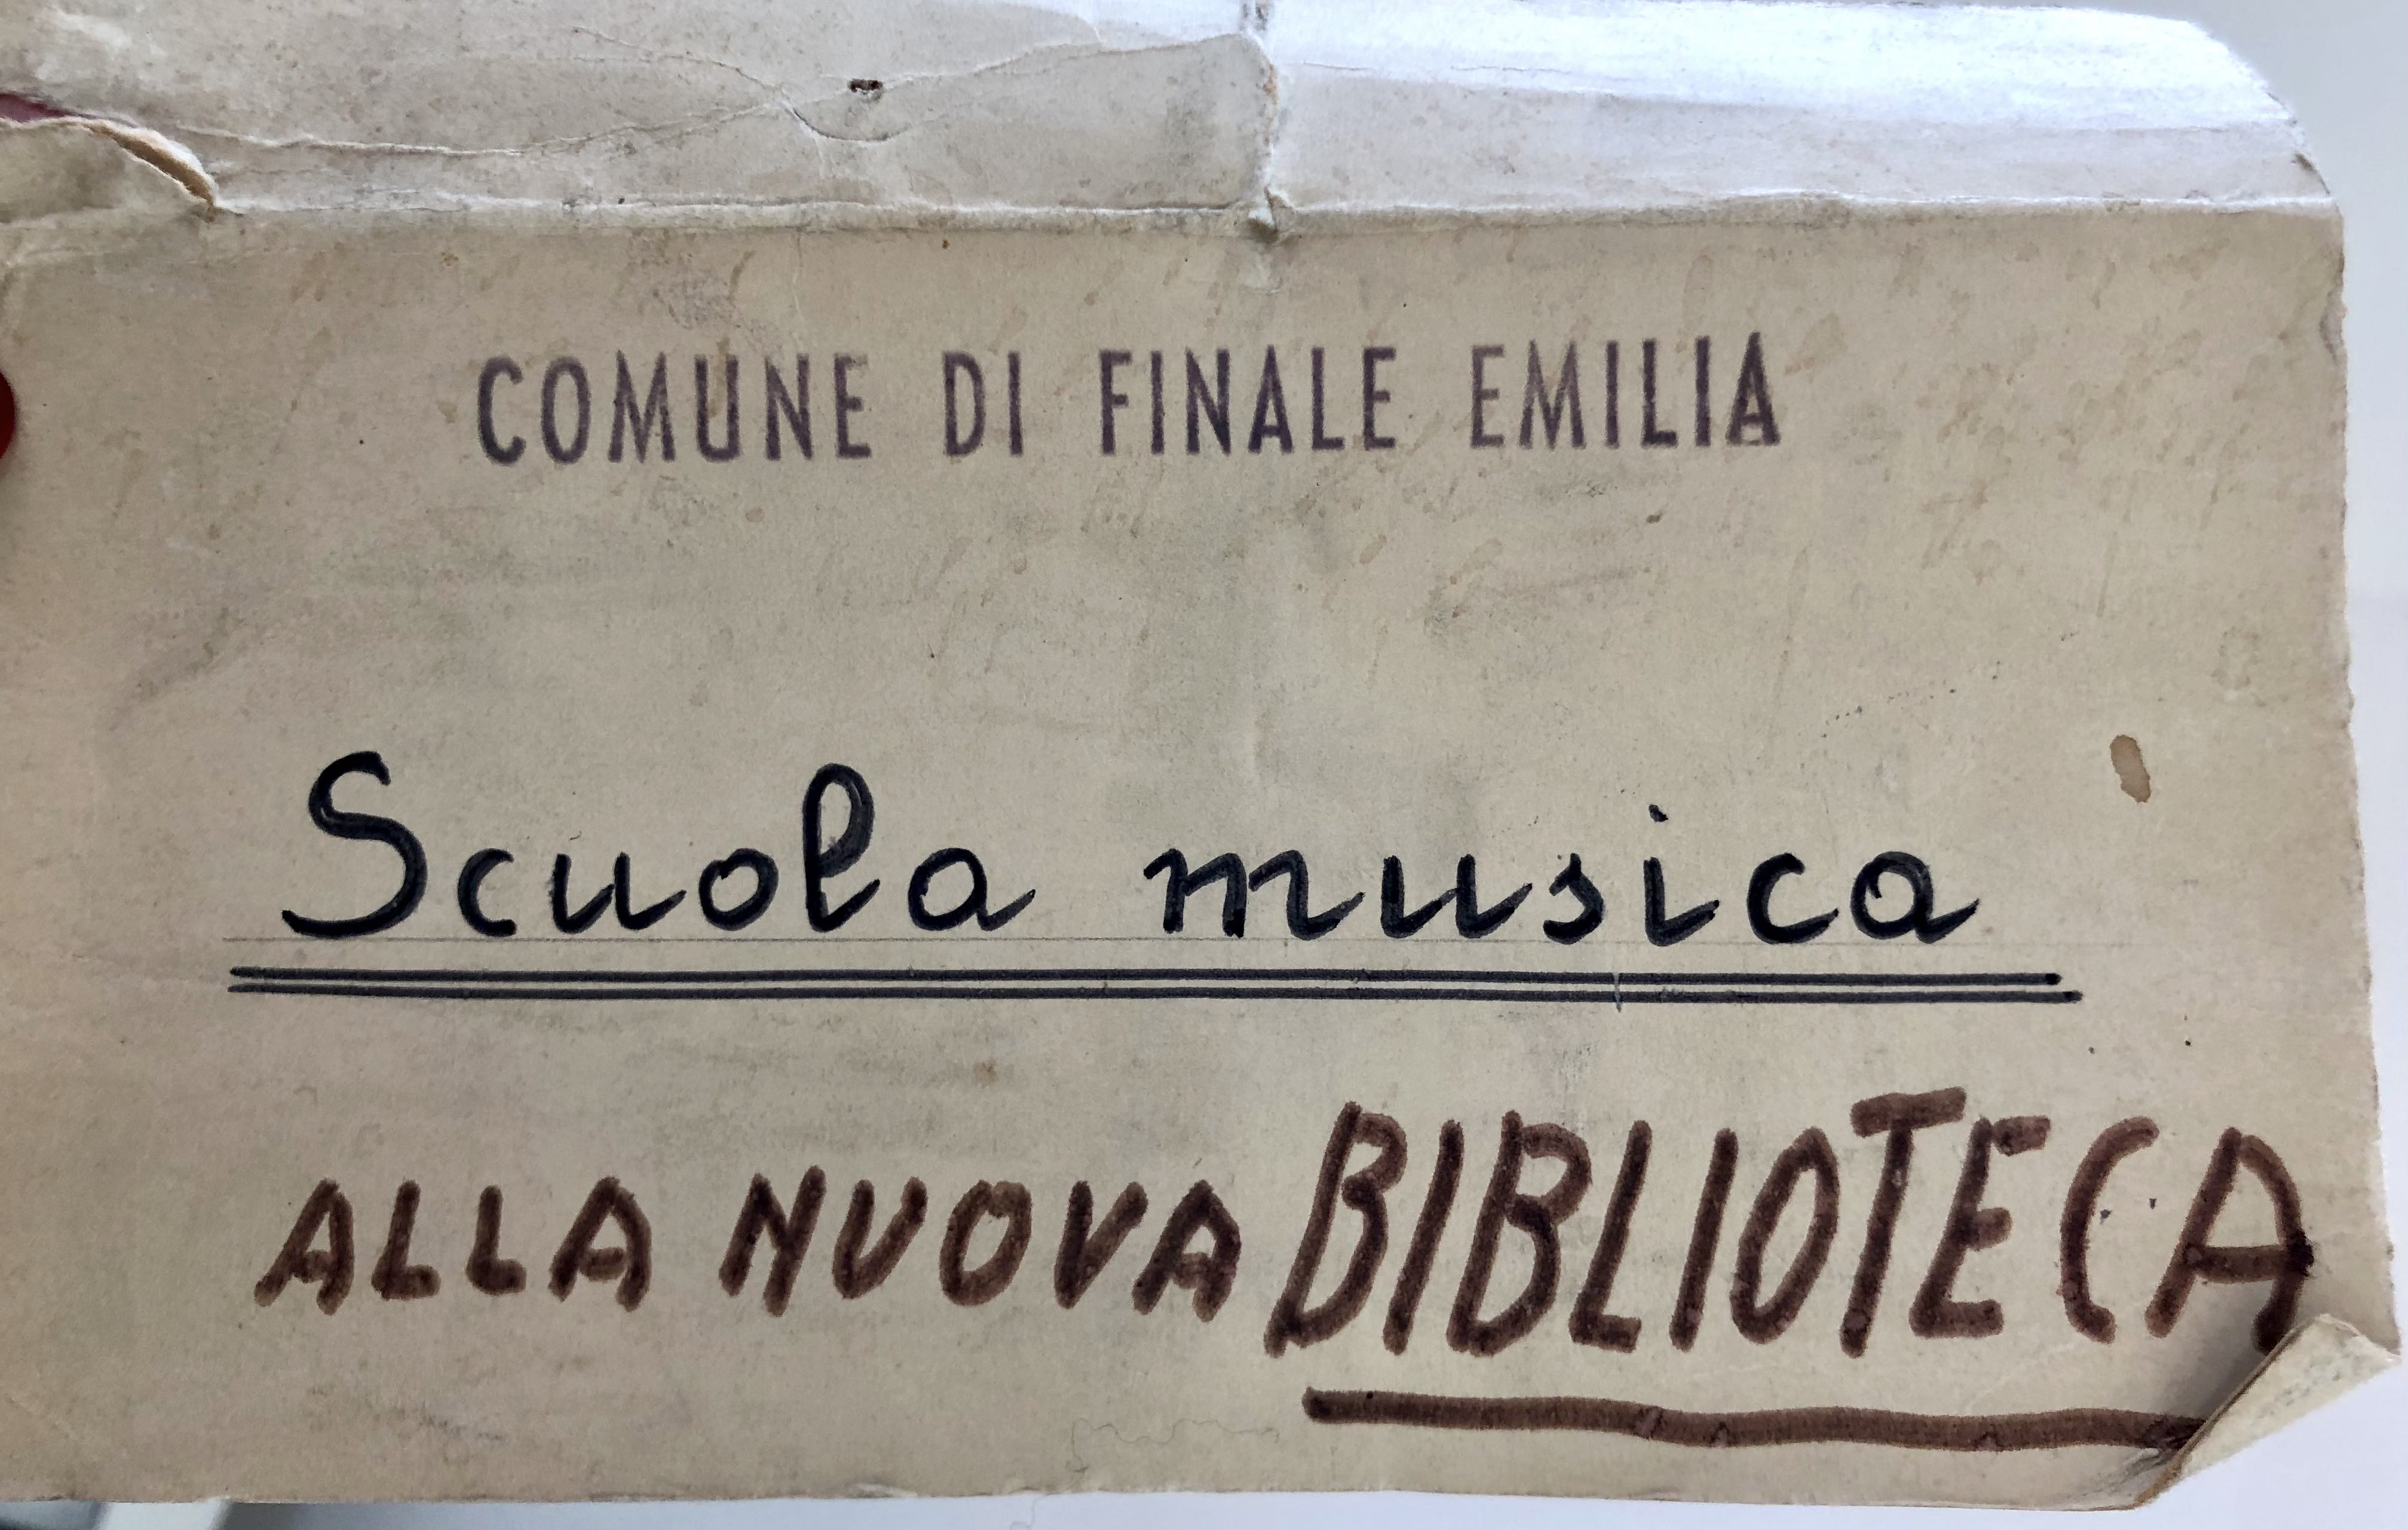 COMUNE DI FINALE EMILIA
Scuola musica
ALLA NUOVA BIBLIOTECA